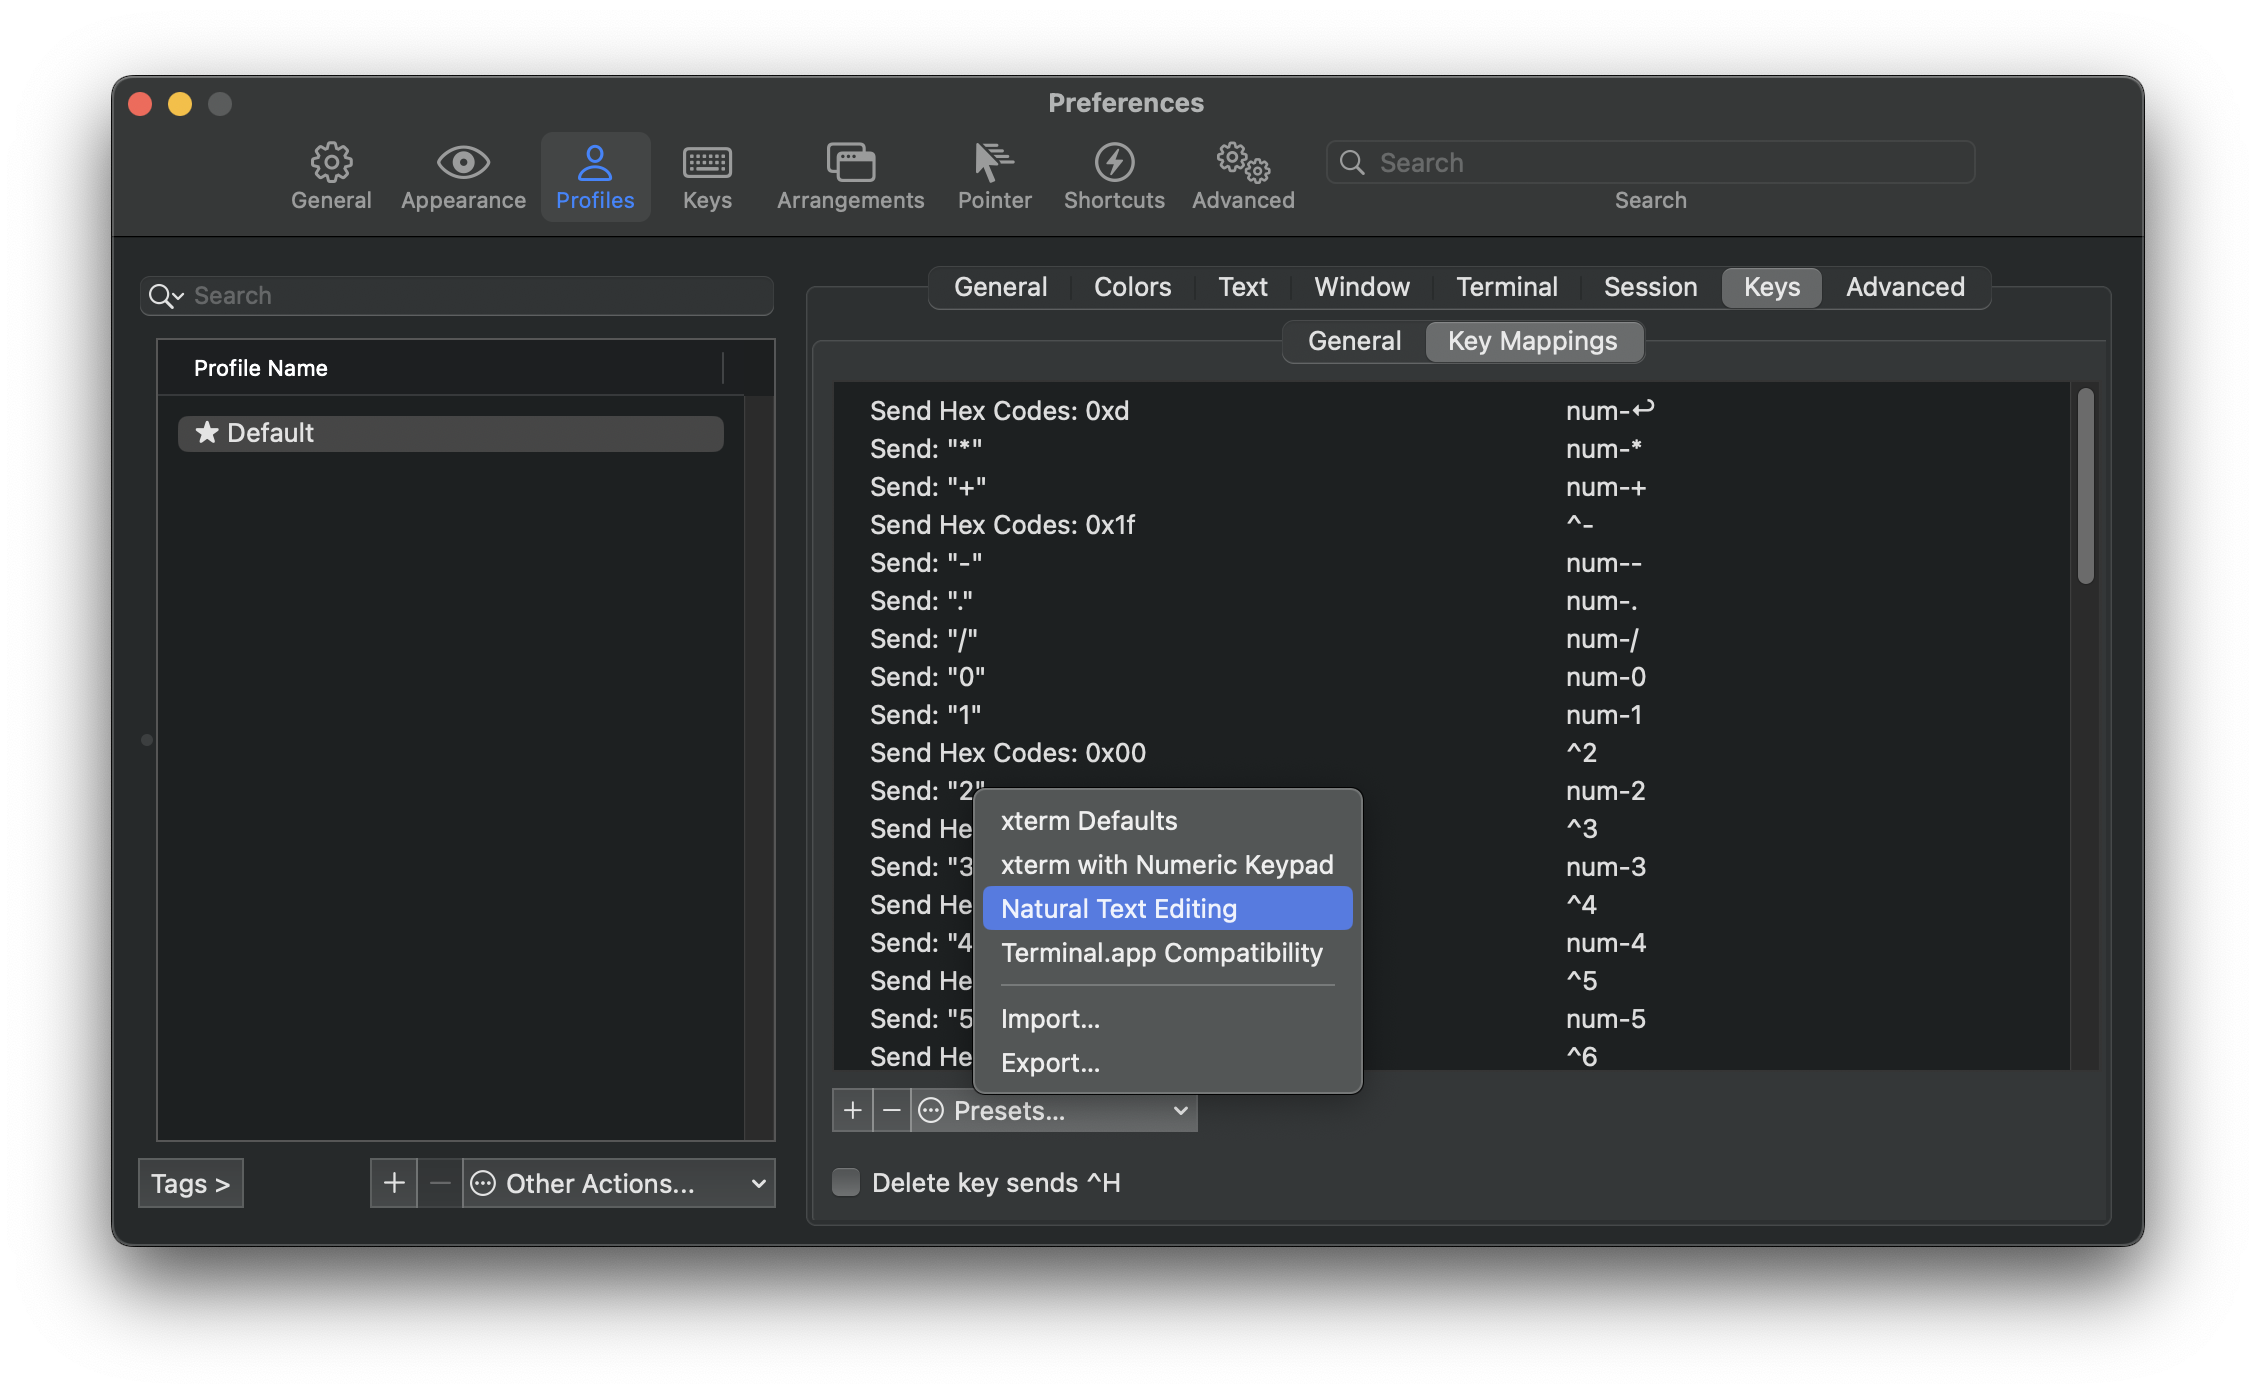 Preferences
General
Appearance
Profiles
Keys
Arrangements
Pointer
Shortcuts
Advanced
Search
Search
Search
Profile Name
★ Default
Tags >
+
−
Other Actions...
General
Colors
Text
Window
Terminal
Session
Keys
Advanced
General
Key Mappings
Send Hex Codes: 0xd num-↩
Send: "*" num-*
Send: "+" num-+
Send Hex Codes: 0x1f ^-
Send: "-" num--
Send: "." num-.
Send: "/" num-/
Send: "0" num-0
Send: "1" num-1
Send Hex Codes: 0x00 ^2
Send: "2" num-2
Send He ^3
Send: "3 num-3
Send He ^4
Send: "4 num-4
Send He ^5
Send: "5 num-5
Send He ^6
xterm Defaults
xterm with Numeric Keypad
Natural Text Editing
Terminal.app Compatibility
Import...
Export...
+
−
Presets...
Delete key sends ^H